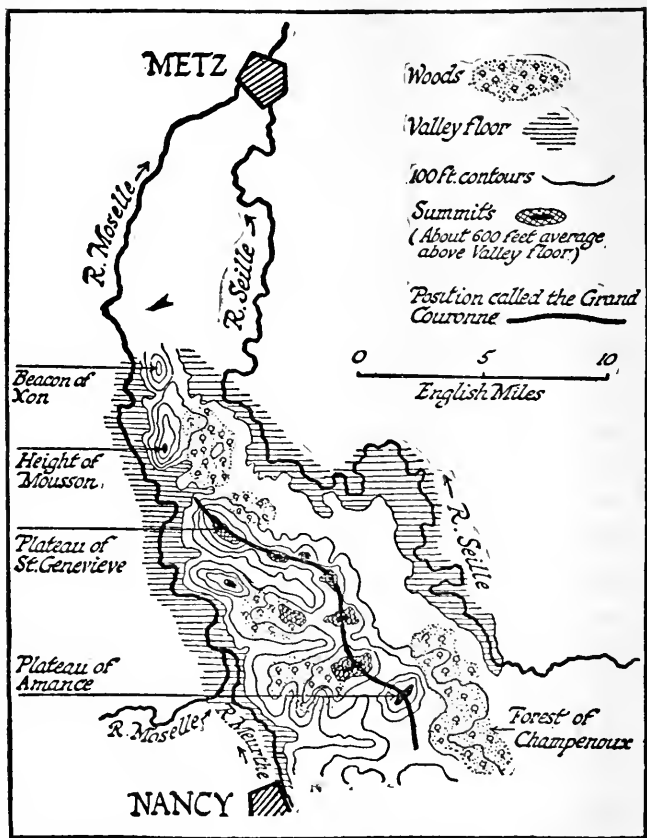 METZ
Woods
Valley floor
100ft. contours
Summits
(About 600 feet average
above Valley floor)
Position called the Grand
Couronne
0 5 10
English Miles
R. Moselle
R. Seille
Beacon of
Xon
Height of
Mousson
Plateau of
St. Genevieve
R. Seille
Plateau of
Amance
R. Moselle
R. Meurthe
Forest of
Champenoux
NANCY